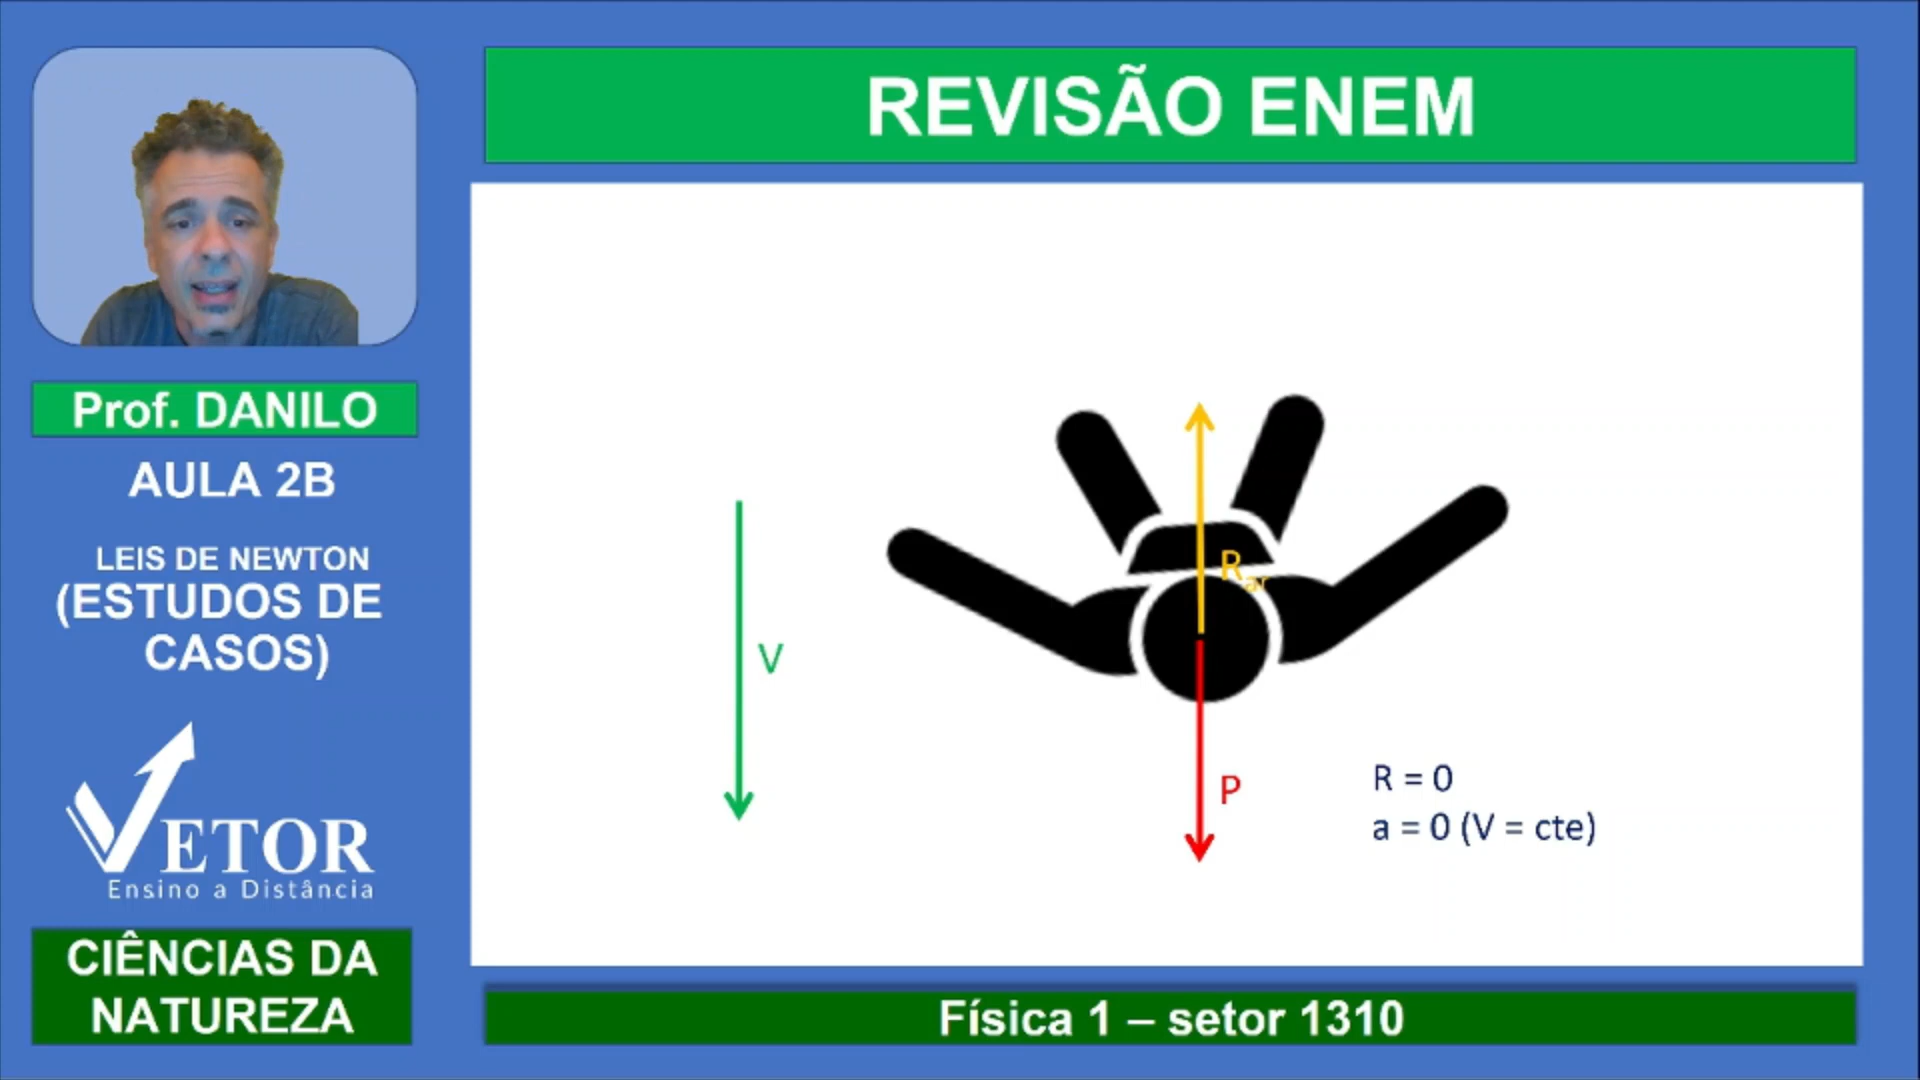 REVISÃO ENEM
Prof. DANILO
AULA 2B
LEIS DE NEWTON
(ESTUDOS DE
CASOS)
VETOR
Ensino a Distância
CIÊNCIAS DA
NATUREZA
V
R ar
P
R = 0
a = 0 (V = cte)
Física 1 – setor 1310